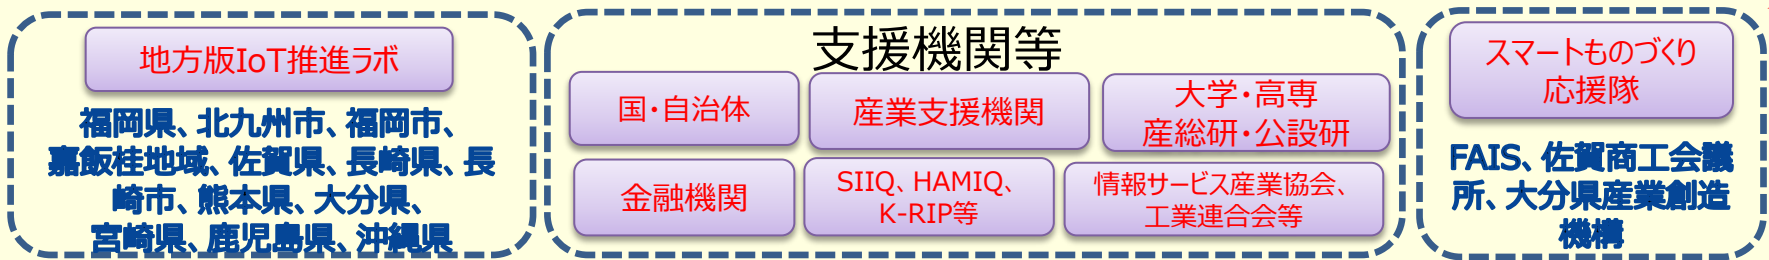 地方版IoT推進ラボ
福岡県、北九州市、福岡市、
嘉飯桂地域、佐賀県、長崎県、長
崎市、熊本県、大分県、
宮崎県、鹿児島県、沖縄県
支援機関等
国・自治体
産業支援機関
大学・高専
産総研・公設研
金融機関
SIIQ、HAMIQ、
K-RIP等
情報サービス産業協会、
工業連合会等
スマートものづくり
応援隊
FAIS、佐賀商工会議
所、大分県産業創造
機構